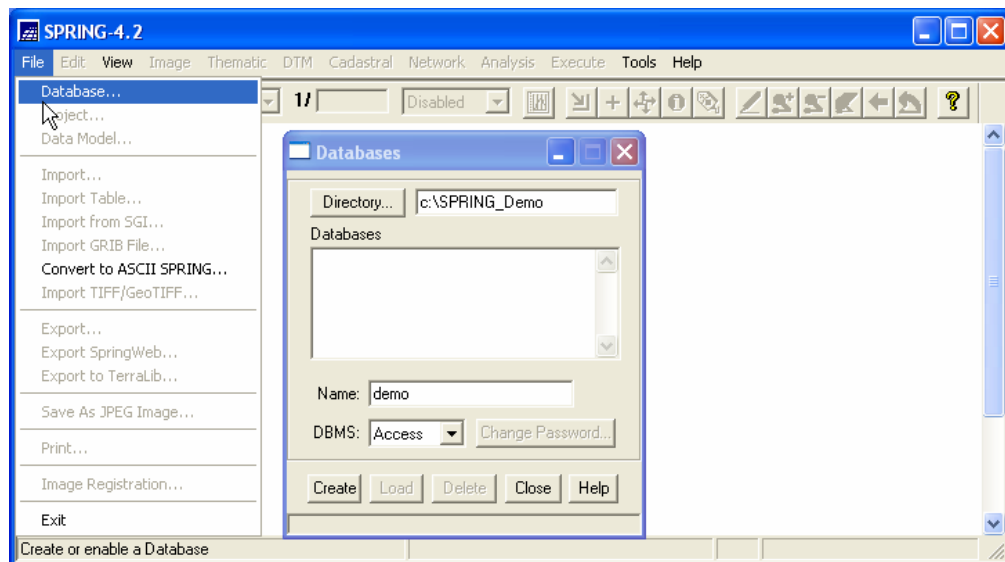 SPRING-4.2
File Edit View Image Thematic DTM Cadastral Network Analysis Execute Tools Help
1/ Disabled ?
Database...
Data Model...
Import...
Import Table...
Import from SGI...
Import GRIB File...
Convert to ASCII SPRING...
Import TIFF/GeoTIFF...
Export...
Export SpringWeb...
Export to TerraLib...
Save As JPEG Image...
Print...
Image Registration...
Exit
Databases
Directory... c:\SPRING_Demo
Databases
Name: demo
DBMS: Access Change Password...
Create Load Delete Close Help
Create or enable a Database